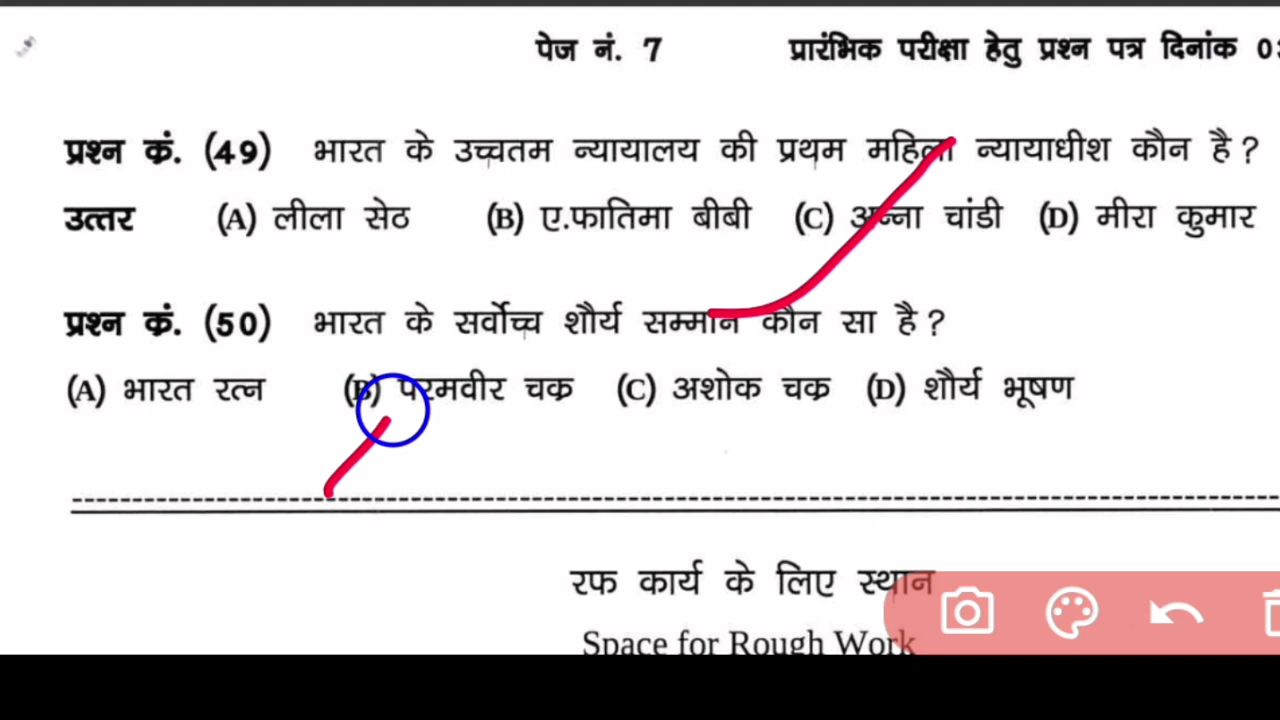 पेज नं. 7 प्रारंभिक परीक्षा हेतु प्रश्न पत्र दिनांक
प्रश्न क्रं. (49) भारत के उच्चतम न्यायालय की प्रथम महिला न्यायाधीश कौन है ?
उत्तर (A) लीला सेठ (B) ए.फातिमा बीबी (C) अन्ना चांडी (D) मीरा कुमार
प्रश्न क्रं. (50) भारत के सर्वोच्च शौर्य सम्मान कौन सा है ?
(A) भारत रत्न (B) परमवीर चक्र (C) अशोक चक्र (D) शौर्य भूषण
रफ कार्य के लिए स्थान
Space for Rough Work